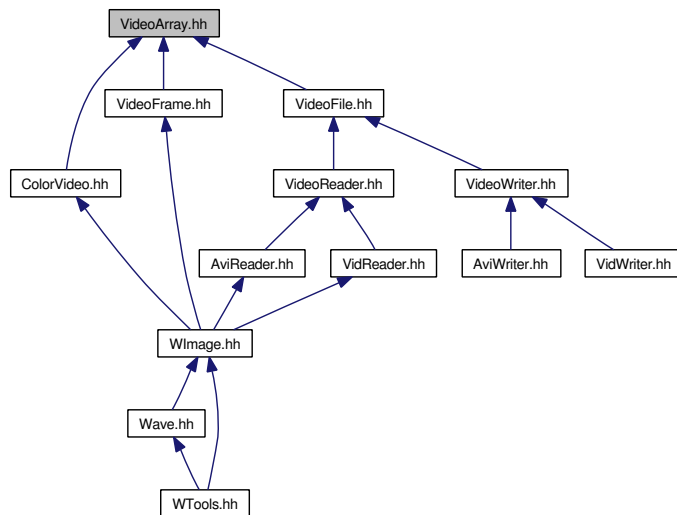 VideoArray.hh
VideoFrame.hh
VideoFile.hh
ColorVideo.hh
VideoReader.hh
VideoWriter.hh
AviReader.hh
VidReader.hh
AviWriter.hh
VidWriter.hh
WImage.hh
Wave.hh
WTools.hh